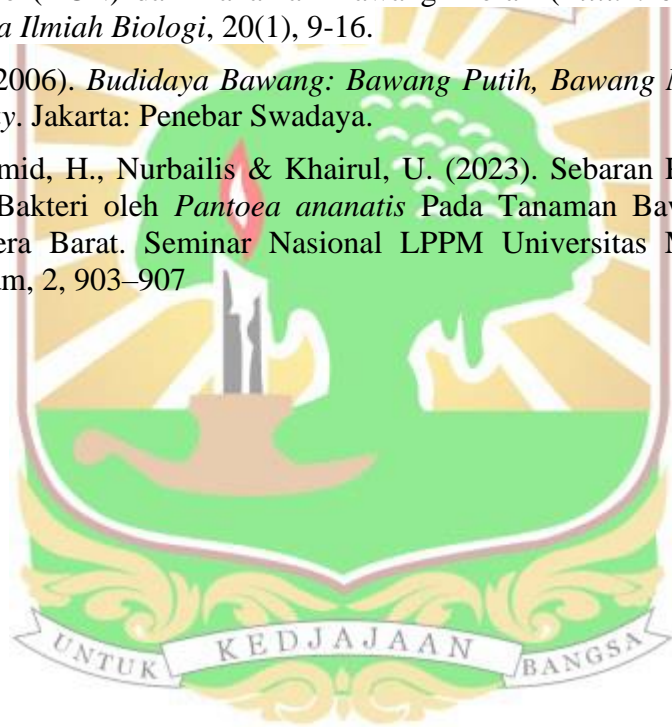 a Ilmiah Biologi, 20(1), 9-16.
2006). Budidaya Bawang: Bawang Putih, Bawang
y. Jakarta: Penebar Swadaya.
mid, H., Nurbailis & Khairul, U. (2023). Sebaran
Bakteri oleh Pantoea ananatis Pada Tanaman Baw
era Barat. Seminar Nasional LPPM Universitas
m, 2, 903–907
UNTUK KEDJAJAAN BANGSA